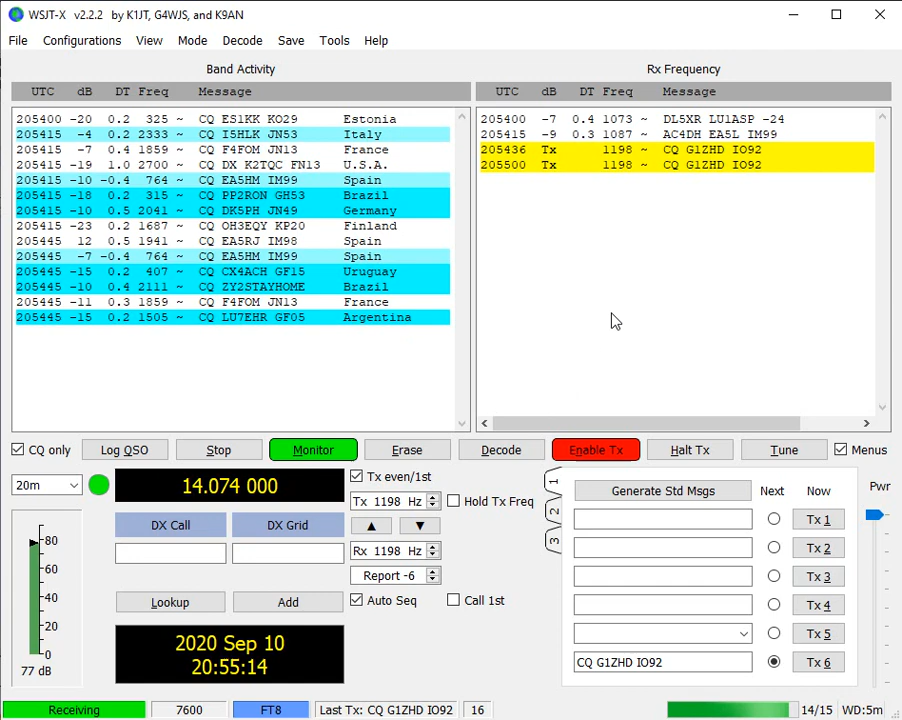 WSJT-X   v2.2.2   by K1JT, G4WJS, and K9AN
File Configurations View Mode Decode Save Tools Help
Band Activity
UTC dB DT Freq Message
205400 -20 0.2 325 ~ CQ ES1KK KO29 Estonia
205415 -4 0.2 2333 ~ CQ I5HLK JN53 Italy
205415 -7 0.4 1859 ~ CQ F4FOM JN13 France
205415 -19 1.0 2700 ~ CQ DX K2TQC FN13 U.S.A.
205415 -10 -0.4 764 ~ CQ EA5HM IM99 Spain
205415 -18 0.2 315 ~ CQ PP2RON GH53 Brazil
205415 -10 0.5 2041 ~ CQ DK5PH JN49 Germany
205415 -23 0.2 1687 ~ CQ OH3EQY KP20 Finland
205445 12 0.5 1941 ~ CQ EA5RJ IM98 Spain
205445 -7 -0.4 764 ~ CQ EA5HM IM99 Spain
205445 -15 0.2 407 ~ CQ CX4ACH GF15 Uruguay
205445 -10 0.4 2111 ~ CQ ZY2STAYHOME Brazil
205445 -11 0.3 1859 ~ CQ F4FOM JN13 France
205445 -15 0.2 1505 ~ CQ LU7EHR GF05 Argentina
Rx Frequency
UTC dB DT Freq Message
205400 -7 0.4 1073 ~ DL5XR LU1ASP -24
205415 -9 0.3 1087 ~ AC4DH EA5L IM99
205436 Tx 1198 ~ CQ G1ZHD IO92
205500 Tx 1198 ~ CQ G1ZHD IO92
CQ only Log QSO Stop Monitor Erase Decode Enable Tx Halt Tx Tune Menus
20m
14.074 000
DX Call DX Grid
Lookup Add
2020 Sep 10
20:55:14
80
60
40
20
0
77 dB
Tx even/1st
Tx 1198 Hz Hold Tx Freq
▲ ▼
Rx 1198 Hz
Report -6
Auto Seq Call 1st
1
2
3
Generate Std Msgs Next Now Pwr
Tx 1
Tx 2
Tx 3
Tx 4
Tx 5
CQ G1ZHD IO92 Tx 6
Receiving 7600 FT8 Last Tx: CQ G1ZHD IO92 16 14/15 WD:5m